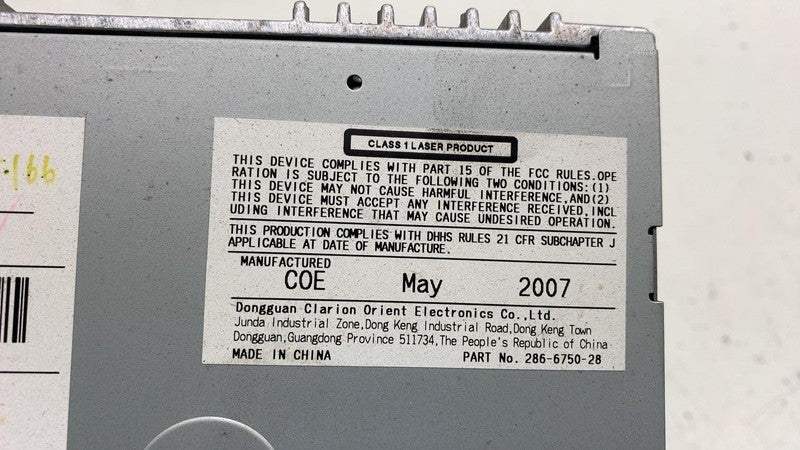 CLASS 1 LASER PRODUCT
THIS DEVICE COMPLIES WITH PART 15 OF THE FCC RULES.OPE
RATION IS SUBJECT TO THE FOLLOWING TWO CONDITIONS:(1)
THIS DEVICE MAY NOT CAUSE HARMFUL INTERFERENCE,AND(2)
THIS DEVICE MUST ACCEPT ANY INTERFERENCE RECEIVED,INCL
UDING INTERFERENCE THAT MAY CAUSE UNDESIRED OPERATION.
THIS PRODUCTION COMPLIES WITH DHHS RULES 21 CFR SUBCHAPTER J
APPLICABLE AT DATE OF MANUFACTURE.
MANUFACTURED
COE May 2007
Dongguan Clarion Orient Electronics Co.,Ltd.
Junda Industrial Zone,Dong Keng Industrial Road,Dong Keng Town
Dongguan,Guangdong Province 511734,The People's Republic of China
MADE IN CHINA PART No. 286-6750-28
166